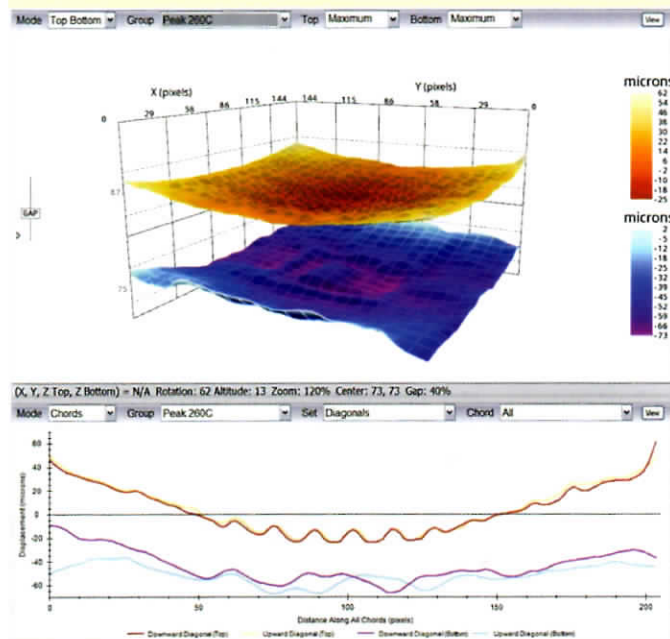 Mode Top Bottom Group Peak 260C Top Maximum Bottom Maximum View
X (pixels) Y (pixels)
0 29 58 86 115 144 144 115 86 58 29 0
microns
62
54
46
38
30
22
14
6
-2
-10
-18
-25
GAP
microns
2
-5
-12
-18
-25
-32
-39
-46
-52
-59
-66
-73
(X, Y, Z Top, Z Bottom) = N/A Rotation: 62 Altitude: 13 Zoom: 120% Center: 73, 73 Gap: 40%
Mode Chords Group Peak 260C Set Diagonals Chord All View
Displacement (microns)
60
40
20
0
-20
-40
-60
0 50 100 150 200
Distance Along All Chords (pixels)
Downward Diagonal (Top) Upward Diagonal (Top) Downward Diagonal (Bottom) Upward Diagonal (Bottom)